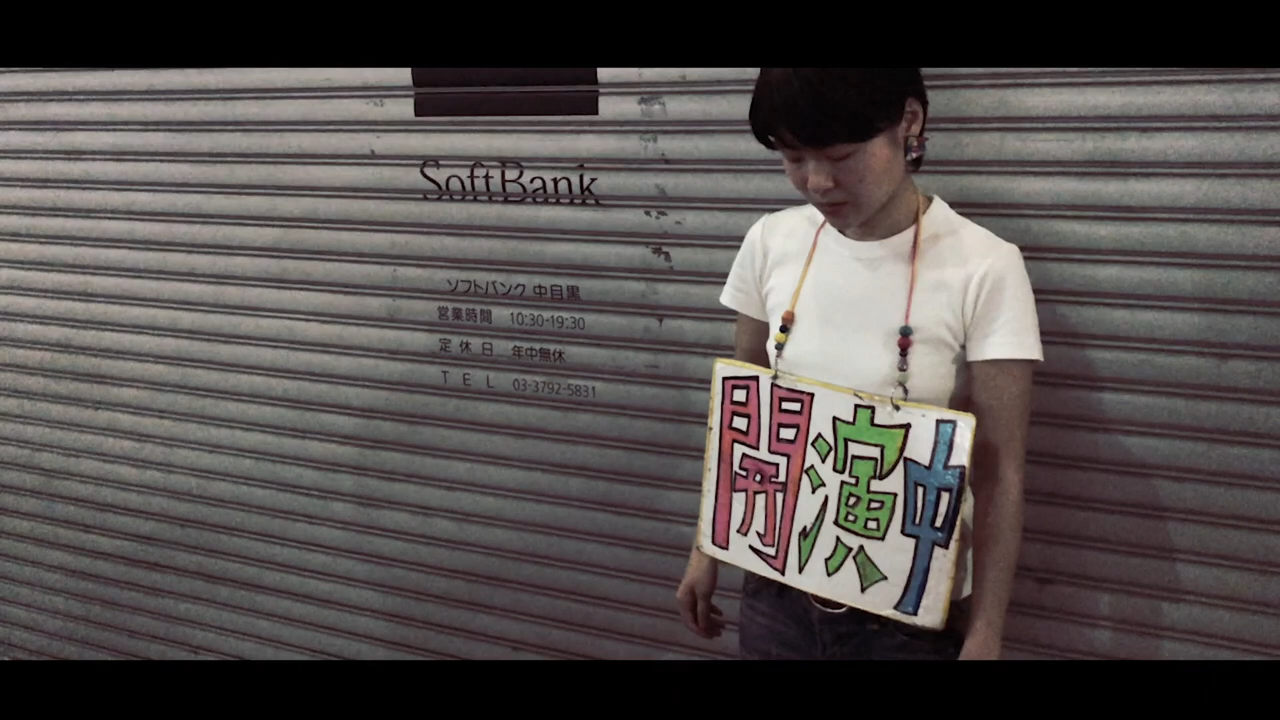 SoftBank
ソフトバンク 中目黒
営業時間 10:30-19:30
定休日 年中無休
TEL 03-3792-5831
開演中